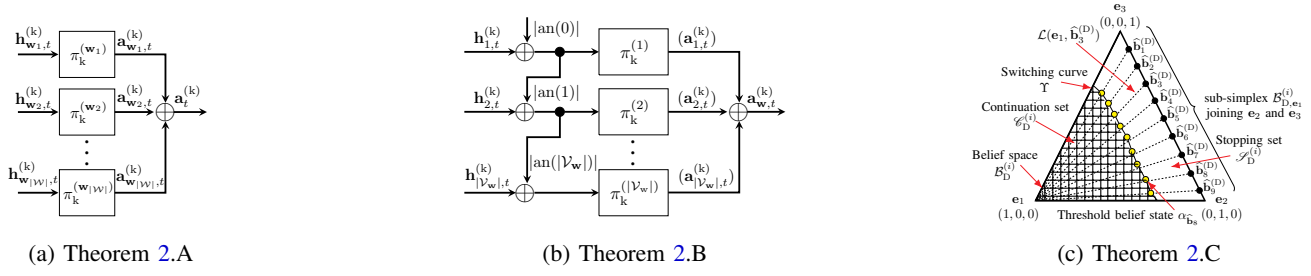 h_{w_1,t}^{(k)} π_k^{(w_1)} a_{w_1,t}^{(k)}
h_{w_2,t}^{(k)} π_k^{(w_2)} a_{w_2,t}^{(k)} a_t^{(k)}
h_{w_{|𝒲|},t}^{(k)} π_k^{(w_{|𝒲|})} a_{w_{|𝒲|},t}^{(k)}
(a) Theorem 2.A
|an(0)|
h_{1,t}^{(k)} π_k^{(1)} (a_{1,t}^{(k)})
|an(1)|
h_{2,t}^{(k)} π_k^{(2)} (a_{2,t}^{(k)}) a_{w,t}^{(k)}
|an(|𝒱_w|)|
h_{|𝒱_w|,t}^{(k)} π_k^{(|𝒱_w|)} (a_{|𝒱_w|,t}^{(k)})
(b) Theorem 2.B
e_3
(0, 0, 1)
ℒ(e_1, b̂_3^{(D)})
b̂_1^{(D)}
b̂_2^{(D)}
b̂_3^{(D)}
b̂_4^{(D)}
b̂_5^{(D)}
b̂_6^{(D)}
b̂_7^{(D)}
b̂_8^{(D)}
b̂_9^{(D)}
Switching curve
Υ
Continuation set
𝒞_D^{(i)}
Belief space
ℬ_D^{(i)}
sub-simplex ℬ_{D,e_1}^{(i)}
joining e_2 and e_3
Stopping set
𝒮_D^{(i)}
e_1 e_2
(1, 0, 0) Threshold belief state α_{b̂_8} (0, 1, 0)
(c) Theorem 2.C